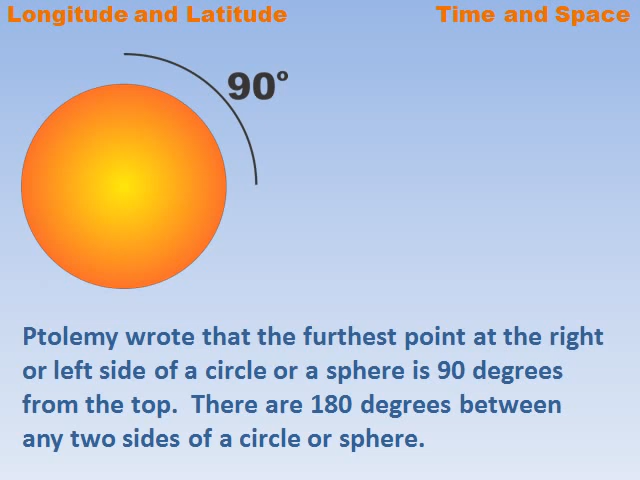 Longitude and Latitude
Time and Space
90°
Ptolemy wrote that the furthest point at the right
or left side of a circle or a sphere is 90 degrees
from the top.  There are 180 degrees between
any two sides of a circle or sphere.